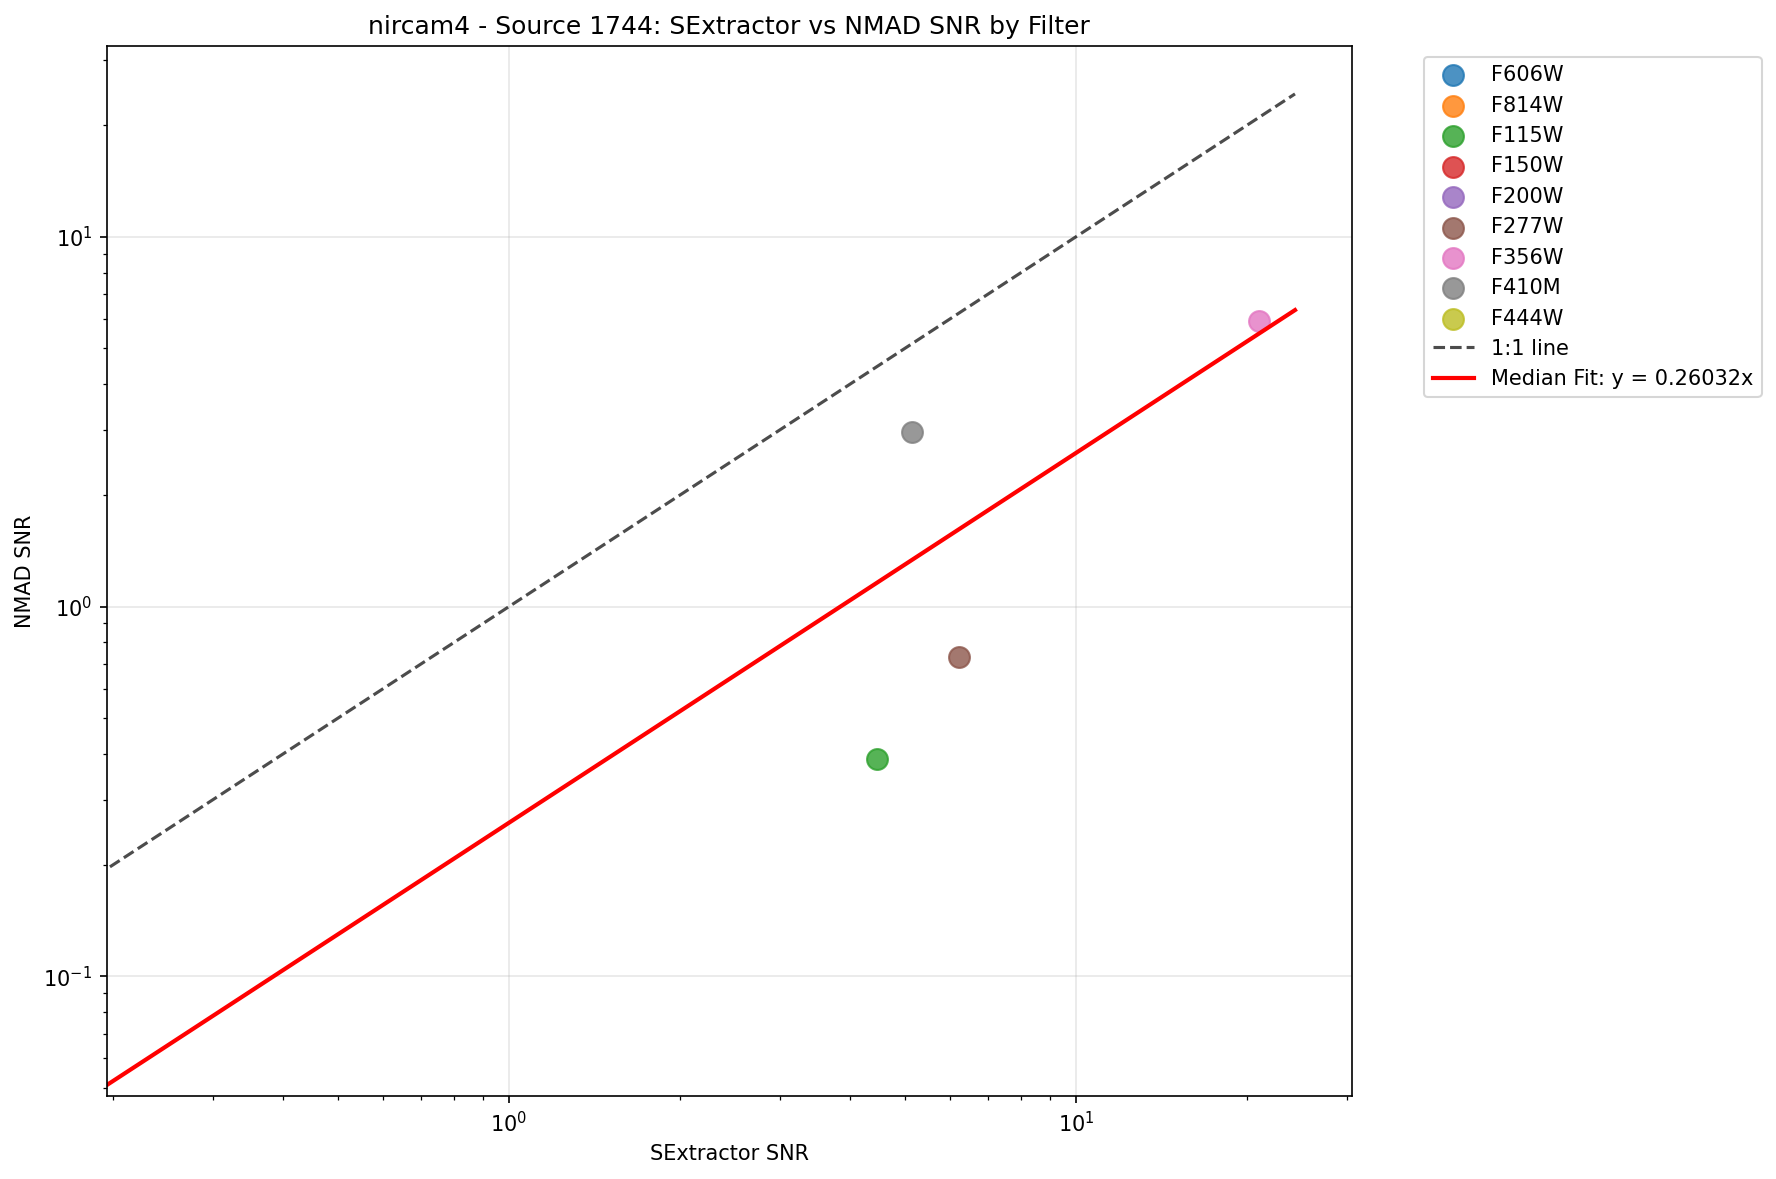 nircam4 - Source 1744: SExtractor vs NMAD SNR by Filter
F606W
F814W
F115W
F150W
F200W
F277W
F356W
F410M
F444W
1:1 line
Median Fit: y = 0.26032x
NMAD SNR
10¹
10⁰
10⁻¹
10⁰
10¹
SExtractor SNR